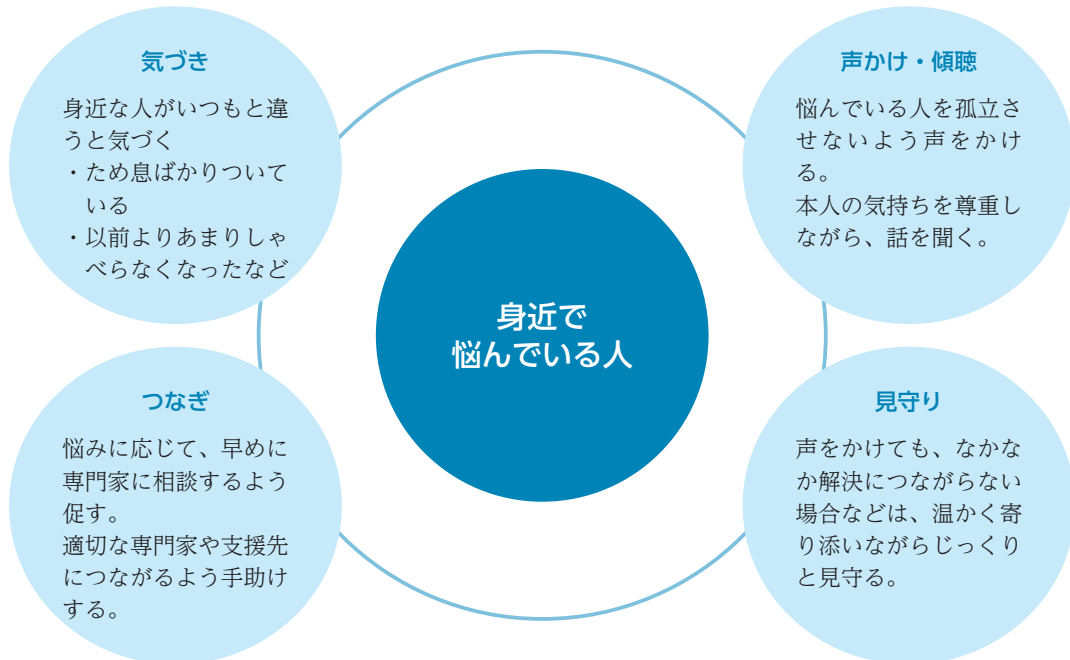 気づき
身近な人がいつもと違
うと気づく
・ため息ばかりついて
いる
・以前よりあまりしゃ
べらなくなったなど
声かけ・傾聴
悩んでいる人を孤立さ
せないよう声をかけ
る。
本人の気持ちを尊重し
ながら、話を聞く。
身近で
悩んでいる人
つなぎ
悩みに応じて、早めに
専門家に相談するよう
促す。
適切な専門家や支援先
につながるよう手助け
する。
見守り
声をかけても、なかな
か解決につながらない
場合などは、温かく寄
り添いながらじっくり
と見守る。